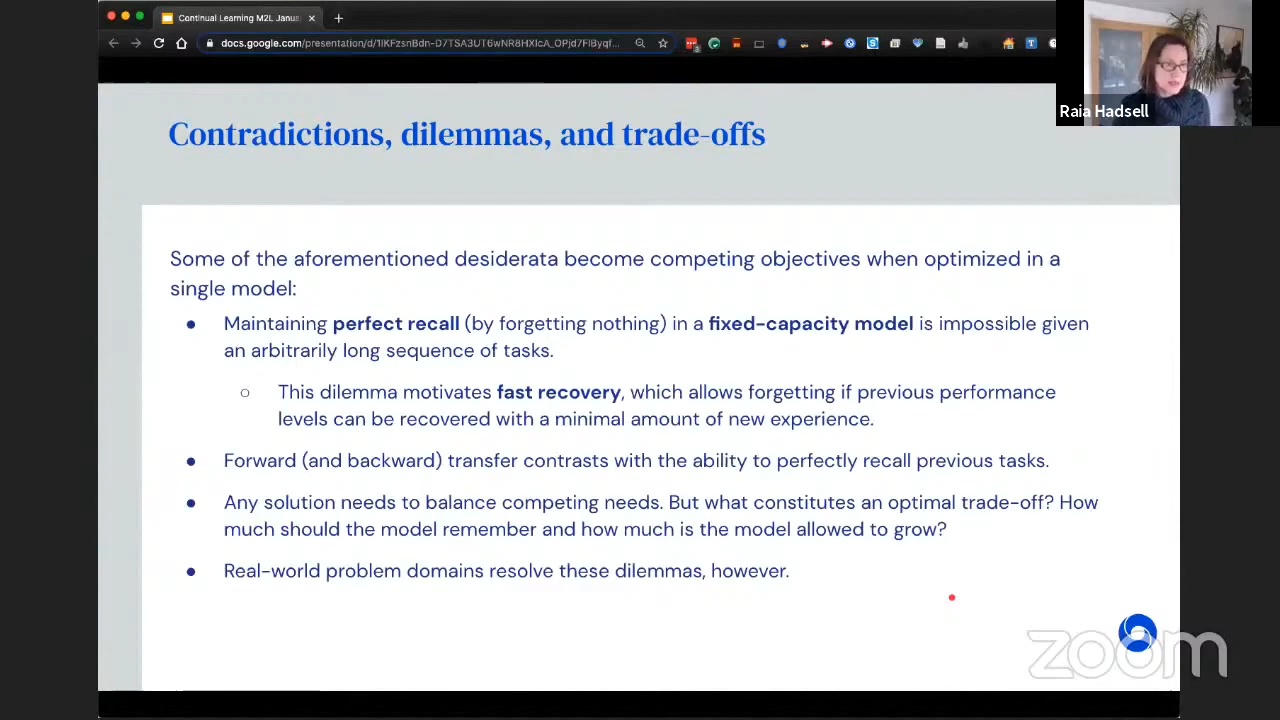 Continual Learning M2L Janu
docs.google.com/presentation/d/1lKFzsnBdn-D7TSA3UT6wNR8HXlcA_OPjd7FlByqf...
Raia Hadsell
Contradictions, dilemmas, and trade-offs
Some of the aforementioned desiderata become competing objectives when optimized in a
single model:
● Maintaining perfect recall (by forgetting nothing) in a fixed-capacity model is impossible given
an arbitrarily long sequence of tasks.
○ This dilemma motivates fast recovery, which allows forgetting if previous performance
levels can be recovered with a minimal amount of new experience.
● Forward (and backward) transfer contrasts with the ability to perfectly recall previous tasks.
● Any solution needs to balance competing needs. But what constitutes an optimal trade-off? How
much should the model remember and how much is the model allowed to grow?
● Real-world problem domains resolve these dilemmas, however.
zoom